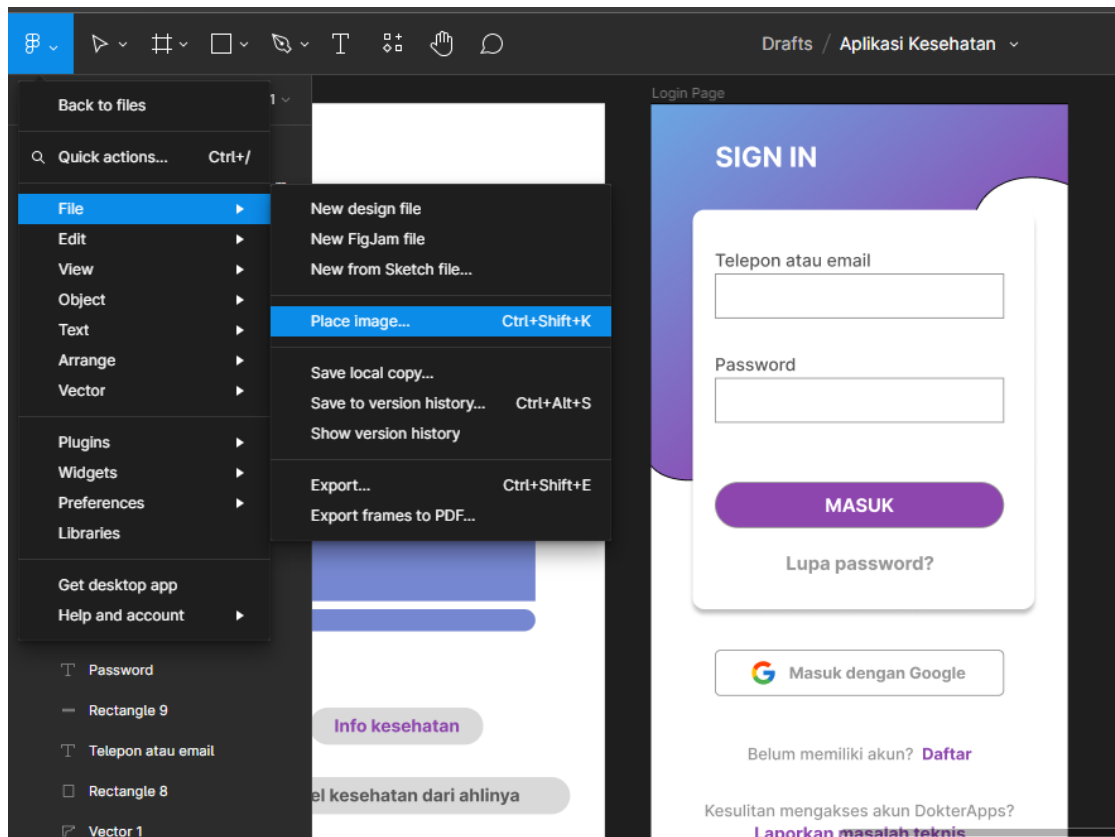 Drafts / Aplikasi Kesehatan
Back to files
1
Quick actions... Ctrl+/
File
Edit
View
Object
Text
Arrange
Vector
Plugins
Widgets
Preferences
Libraries
Get desktop app
Help and account
New design file
New FigJam file
New from Sketch file...
Place image... Ctrl+Shift+K
Save local copy...
Save to version history... Ctrl+Alt+S
Show version history
Export... Ctrl+Shift+E
Export frames to PDF...
Password
Rectangle 9
Telepon atau email
Rectangle 8
Vector 1
Info kesehatan
el kesehatan dari ahlinya
Login Page
SIGN IN
Telepon atau email
Password
MASUK
Lupa password?
Masuk dengan Google
Belum memiliki akun? Daftar
Kesulitan mengakses akun DokterApps?
Laporkan masalah teknis